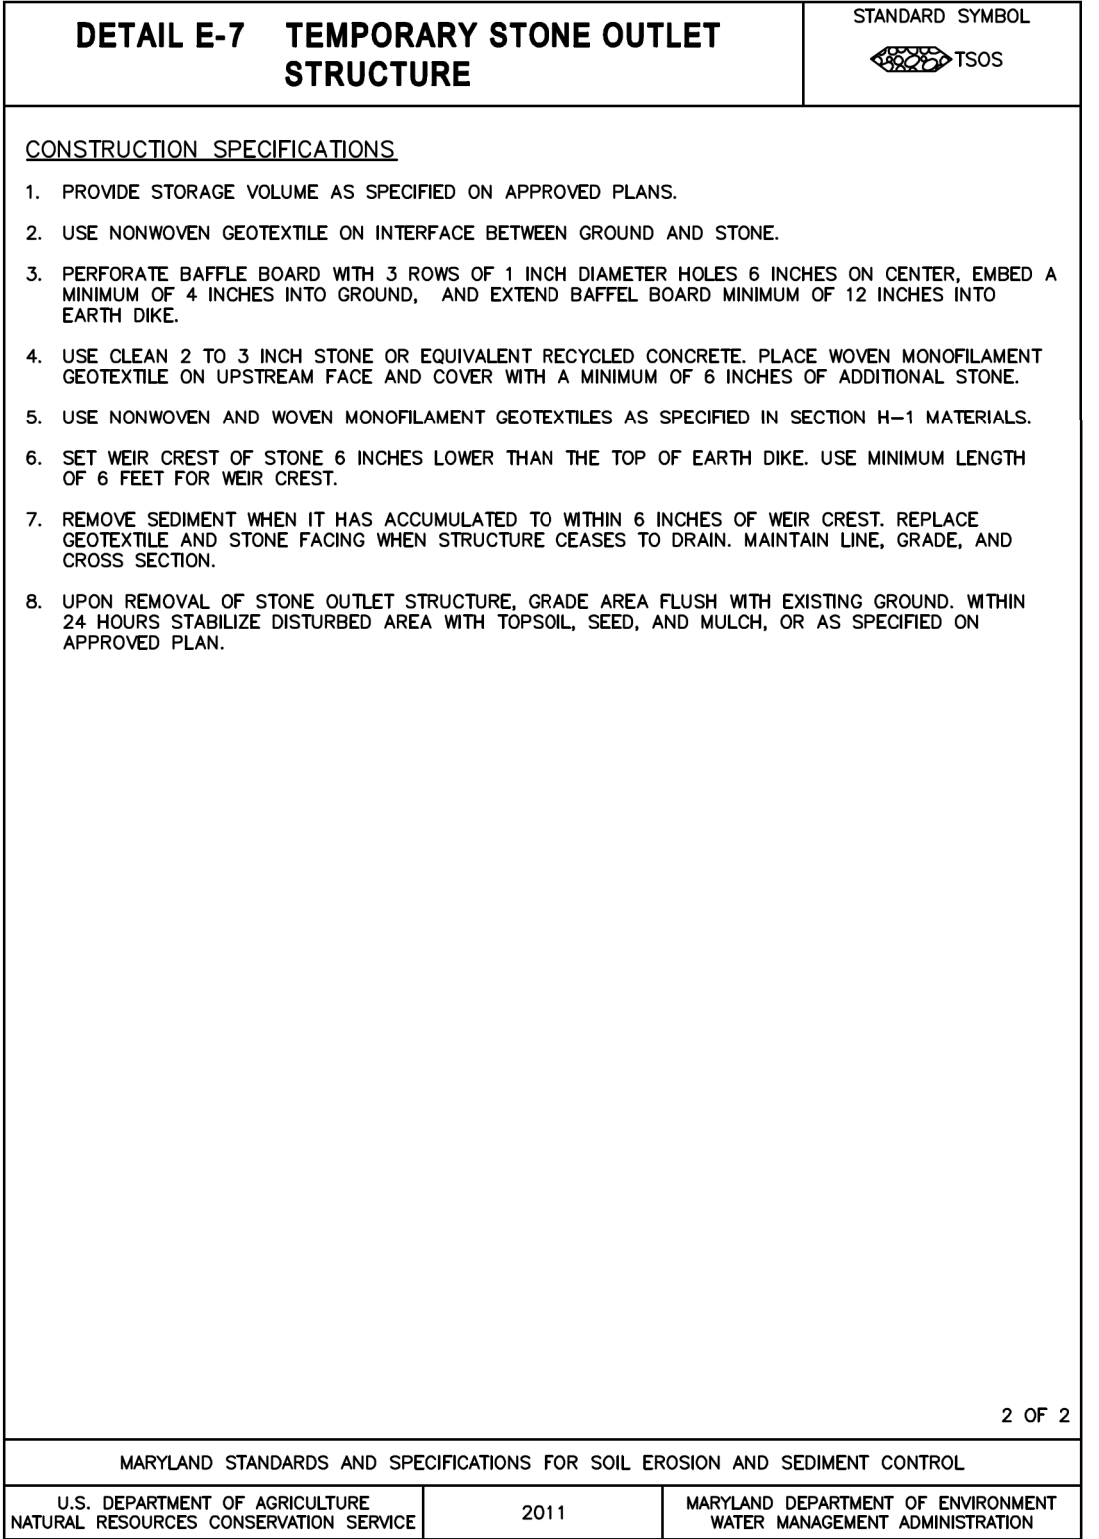 DETAIL E-7 TEMPORARY STONE OUTLET
STRUCTURE
STANDARD SYMBOL
TSOS
CONSTRUCTION SPECIFICATIONS
1. PROVIDE STORAGE VOLUME AS SPECIFIED ON APPROVED PLANS.
2. USE NONWOVEN GEOTEXTILE ON INTERFACE BETWEEN GROUND AND STONE.
3. PERFORATE BAFFLE BOARD WITH 3 ROWS OF 1 INCH DIAMETER HOLES 6 INCHES ON CENTER, EMBED A
MINIMUM OF 4 INCHES INTO GROUND, AND EXTEND BAFFEL BOARD MINIMUM OF 12 INCHES INTO
EARTH DIKE.
4. USE CLEAN 2 TO 3 INCH STONE OR EQUIVALENT RECYCLED CONCRETE. PLACE WOVEN MONOFILAMENT
GEOTEXTILE ON UPSTREAM FACE AND COVER WITH A MINIMUM OF 6 INCHES OF ADDITIONAL STONE.
5. USE NONWOVEN AND WOVEN MONOFILAMENT GEOTEXTILES AS SPECIFIED IN SECTION H-1 MATERIALS.
6. SET WEIR CREST OF STONE 6 INCHES LOWER THAN THE TOP OF EARTH DIKE. USE MINIMUM LENGTH
OF 6 FEET FOR WEIR CREST.
7. REMOVE SEDIMENT WHEN IT HAS ACCUMULATED TO WITHIN 6 INCHES OF WEIR CREST. REPLACE
GEOTEXTILE AND STONE FACING WHEN STRUCTURE CEASES TO DRAIN. MAINTAIN LINE, GRADE, AND
CROSS SECTION.
8. UPON REMOVAL OF STONE OUTLET STRUCTURE, GRADE AREA FLUSH WITH EXISTING GROUND. WITHIN
24 HOURS STABILIZE DISTURBED AREA WITH TOPSOIL, SEED, AND MULCH, OR AS SPECIFIED ON
APPROVED PLAN.
2 OF 2
MARYLAND STANDARDS AND SPECIFICATIONS FOR SOIL EROSION AND SEDIMENT CONTROL
U.S. DEPARTMENT OF AGRICULTURE
NATURAL RESOURCES CONSERVATION SERVICE
2011
MARYLAND DEPARTMENT OF ENVIRONMENT
WATER MANAGEMENT ADMINISTRATION